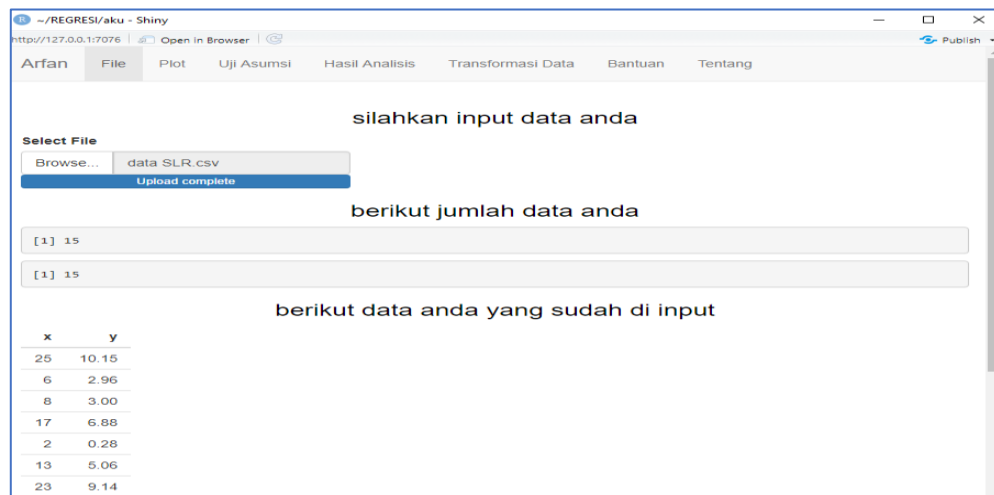 R ~/REGRESI/aku - Shiny
http://127.0.0.1:7076 Open in Browser Publish
Arfan File Plot Uji Asumsi Hasil Analisis Transformasi Data Bantuan Tentang
silahkan input data anda
Select File
Browse... data SLR.csv
Upload complete
berikut jumlah data anda
[1] 15
[1] 15
berikut data anda yang sudah di input
x y
25 10.15
6 2.96
8 3.00
17 6.88
2 0.28
13 5.06
23 9.14